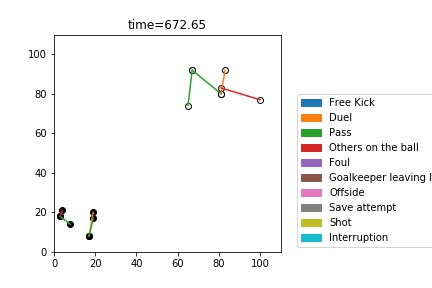 time=672.65
100
80
60
40
20
0
0 20 40 60 80 100
Free Kick
Duel
Pass
Others on the ball
Foul
Goalkeeper leaving l
Offside
Save attempt
Shot
Interruption